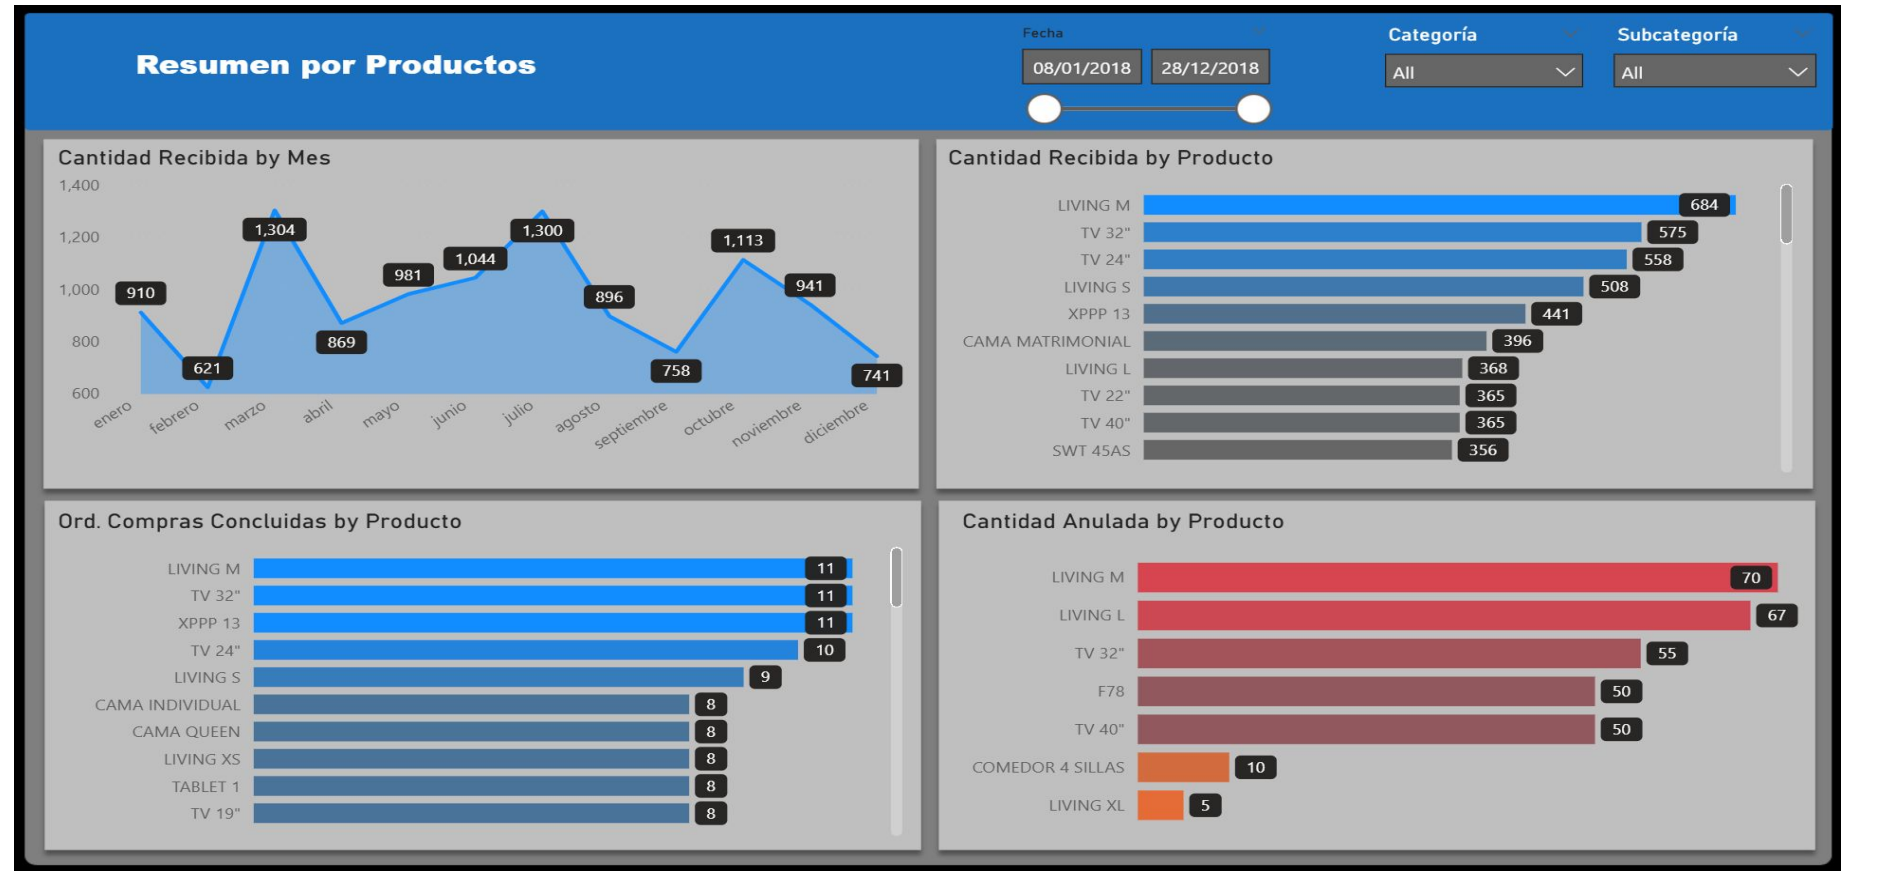 Resumen por Productos
Fecha
08/01/2018 28/12/2018
Categoría
All
Subcategoría
All
Cantidad Recibida by Mes
1,400
1,200
1,000
800
600
910
621
1,304
869
981
1,044
1,300
896
758
1,113
941
741
enero
febrero
marzo
abril
mayo
junio
julio
agosto
septiembre
octubre
noviembre
diciembre
Cantidad Recibida by Producto
LIVING M 684
TV 32" 575
TV 24" 558
LIVING S 508
XPPP 13 441
CAMA MATRIMONIAL 396
LIVING L 368
TV 22" 365
TV 40" 365
SWT 45AS 356
Ord. Compras Concluidas by Producto
LIVING M 11
TV 32" 11
XPPP 13 11
TV 24" 10
LIVING S 9
CAMA INDIVIDUAL 8
CAMA QUEEN 8
LIVING XS 8
TABLET 1 8
TV 19" 8
Cantidad Anulada by Producto
LIVING M 70
LIVING L 67
TV 32" 55
F78 50
TV 40" 50
COMEDOR 4 SILLAS 10
LIVING XL 5